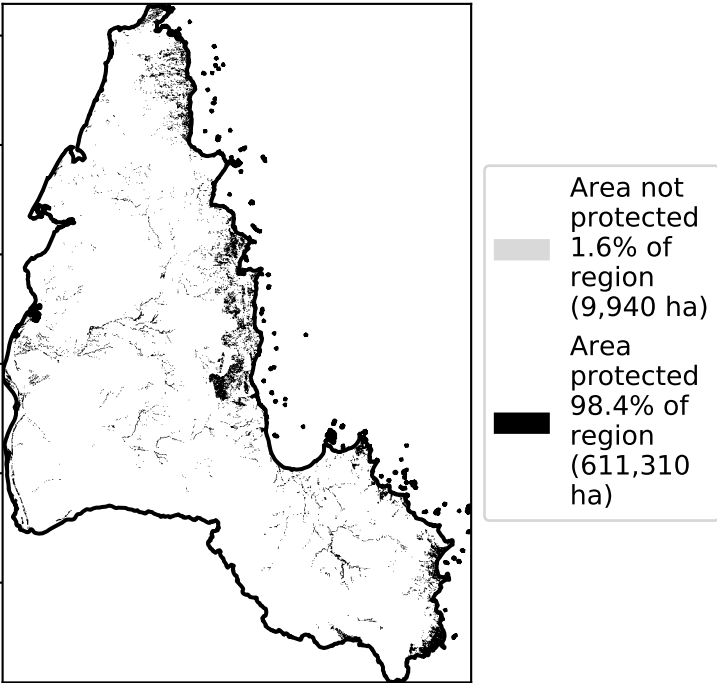 Area not
protected
1.6% of
region
(9,940 ha)
Area
protected
98.4% of
region
(611,310
ha)